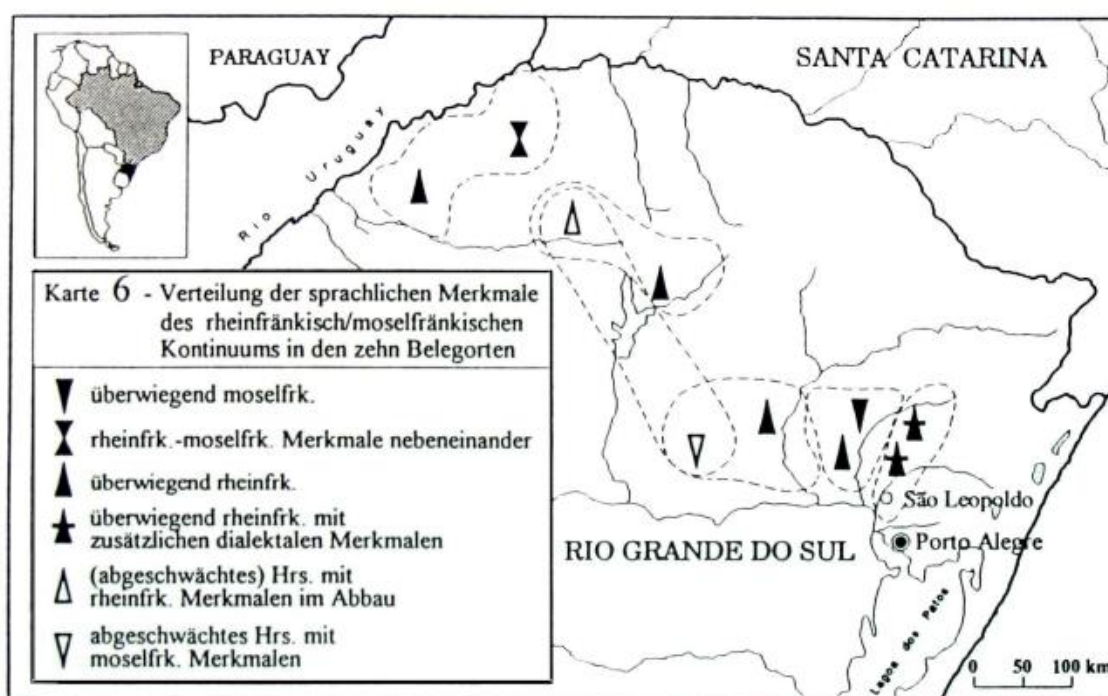 PARAGUAY
SANTA CATARINA
Rio Uruguay
Karte 6 - Verteilung der sprachlichen Merkmale
des rheinfränkisch/moselfränkischen
Kontinuums in den zehn Belegorten
überwiegend moselfrk.
rheinfrk.-moselfrk. Merkmale nebeneinander
überwiegend rheinfrk.
überwiegend rheinfrk. mit
zusätzlichen dialektalen Merkmalen
(abgeschwächtes) Hrs. mit
rheinfrk. Merkmalen im Abbau
abgeschwächtes Hrs. mit
moselfrk. Merkmalen
São Leopoldo
RIO GRANDE DO SUL
Porto Alegre
Lagoa dos Patos
0 50 100 km